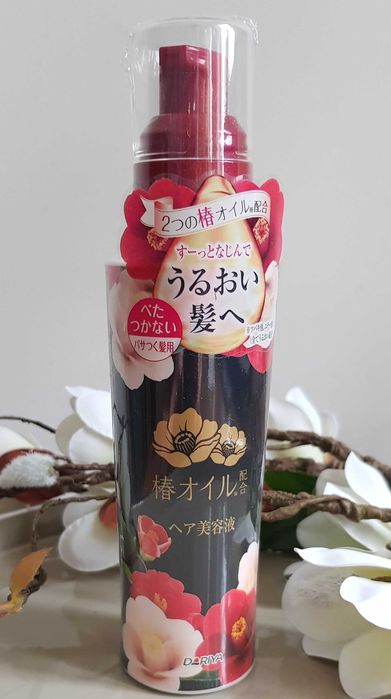 2つの椿オイル※配合
すーっとなじんで
うるおい
髪へ
べた
つかない
パサつく髪用
椿オイル※配合
ヘア美容液
DARIYA